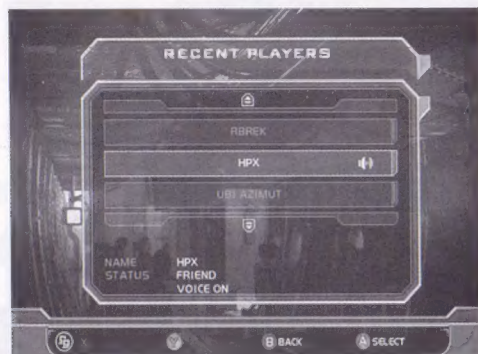 RECENT PLAYERS
RBREK
HPX
UBI AZIMUT
NAME HPX
STATUS FRIEND
VOICE ON
X
Y
B BACK
A SELECT